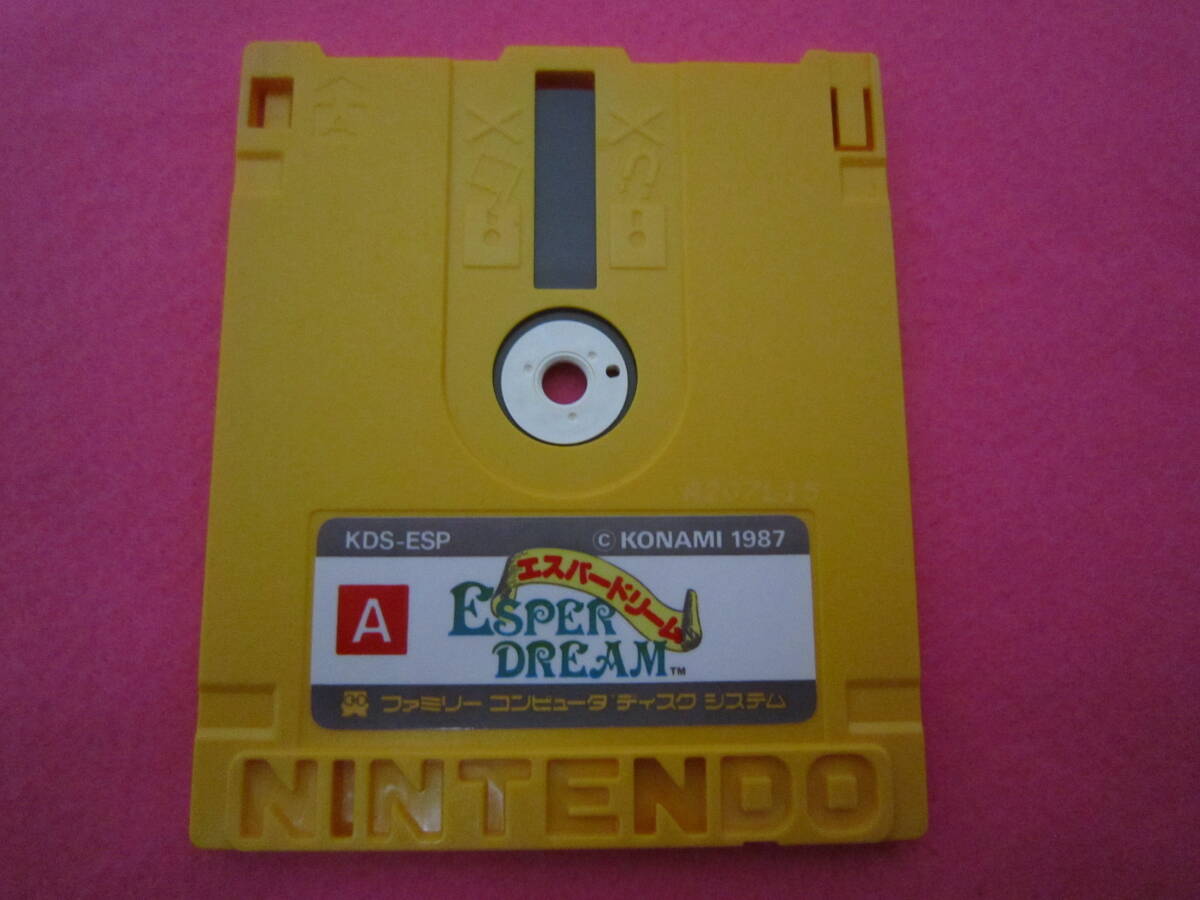 KDS-ESP
© KONAMI 1987
A
エスパードリーム
ESPER
DREAM™
ファミリー コンピュータ ディスク システム
NINTENDO